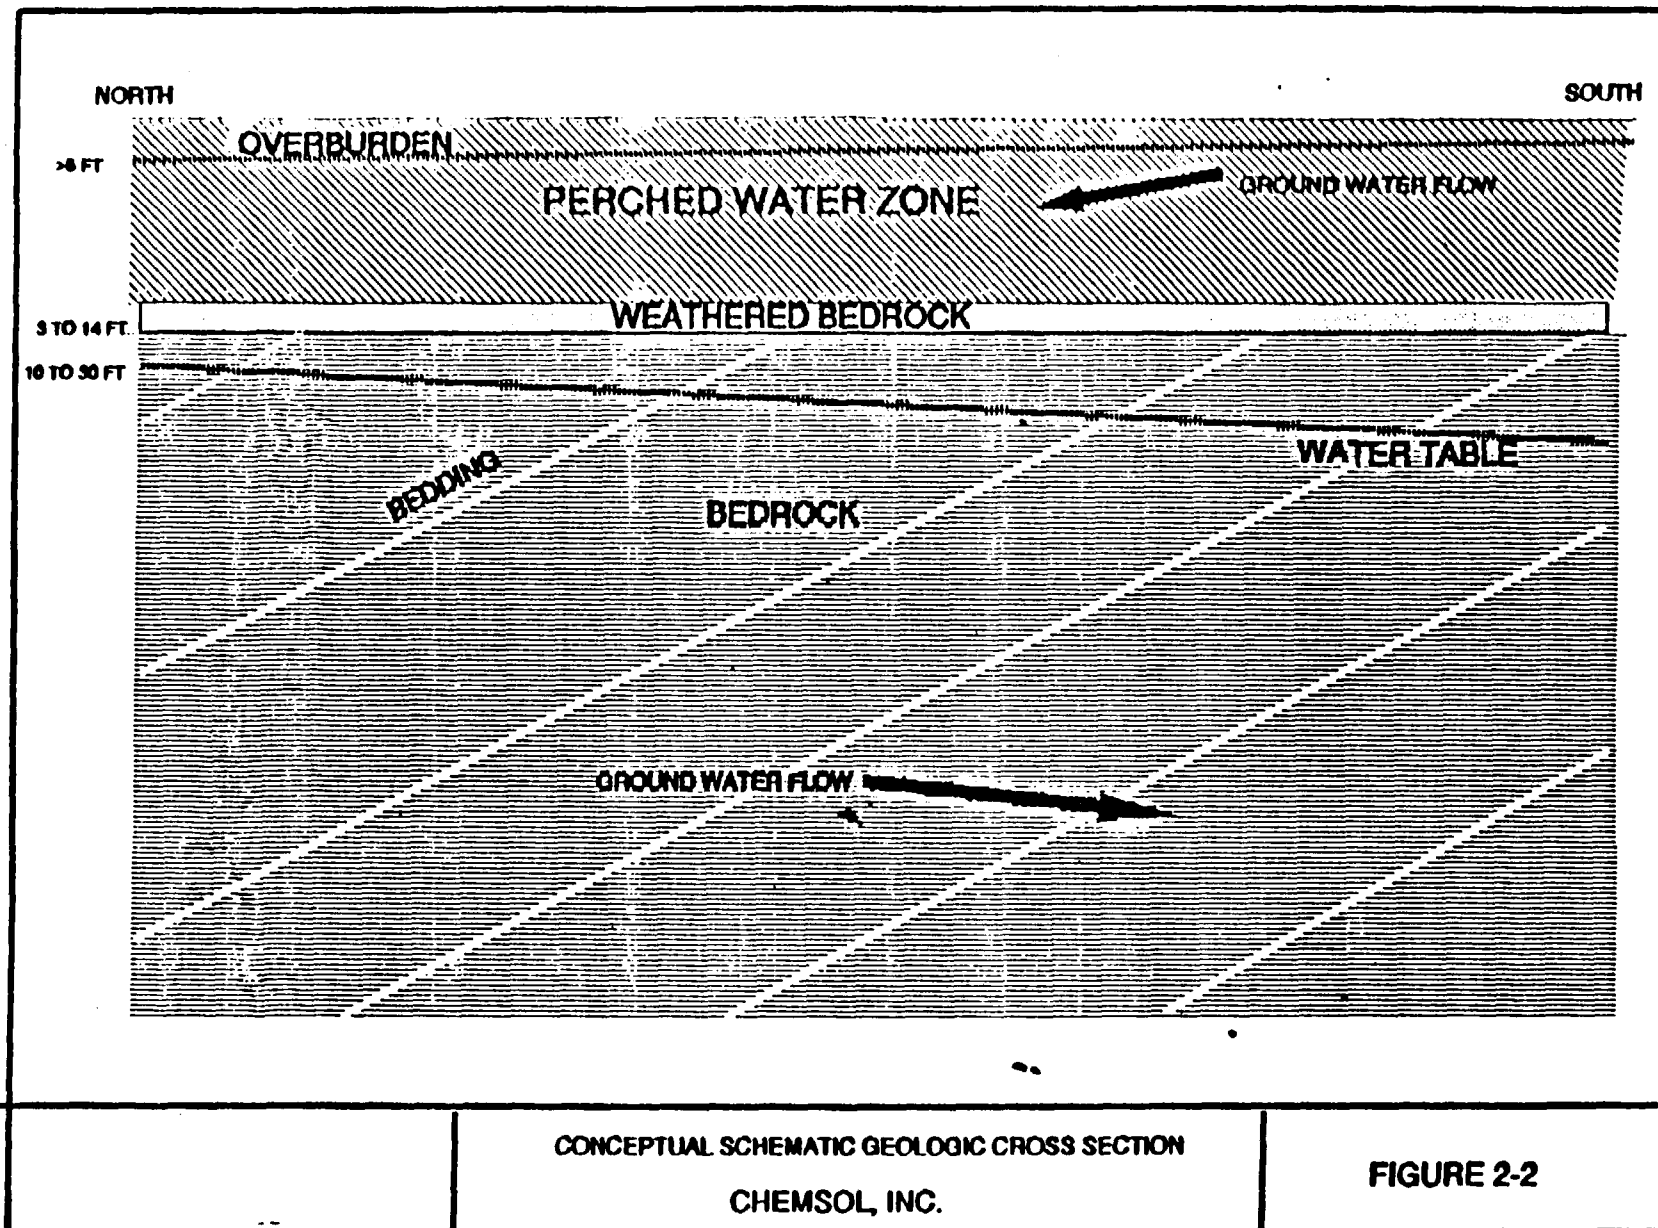 NORTH
SOUTH
OVERBURDEN
>6 FT
PERCHED WATER ZONE
GROUND WATER FLOW
WEATHERED BEDROCK
3 TO 14 FT.
10 TO 30 FT
WATER TABLE
BEDDING
BEDROCK
GROUND WATER FLOW
CONCEPTUAL SCHEMATIC GEOLOGIC CROSS SECTION
CHEMSOL, INC.
FIGURE 2-2